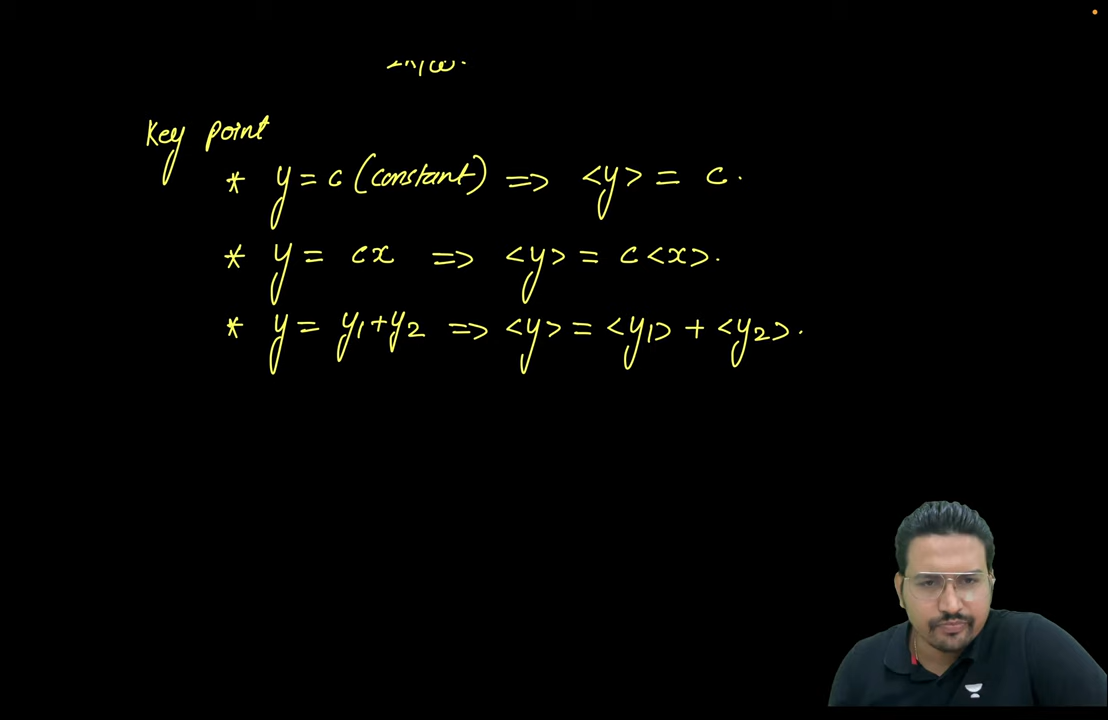 Key point
* y = c (constant) => <y> = c.
* y = cx => <y> = c<x>.
* y = y₁+y₂ => <y> = <y₁> + <y₂>.